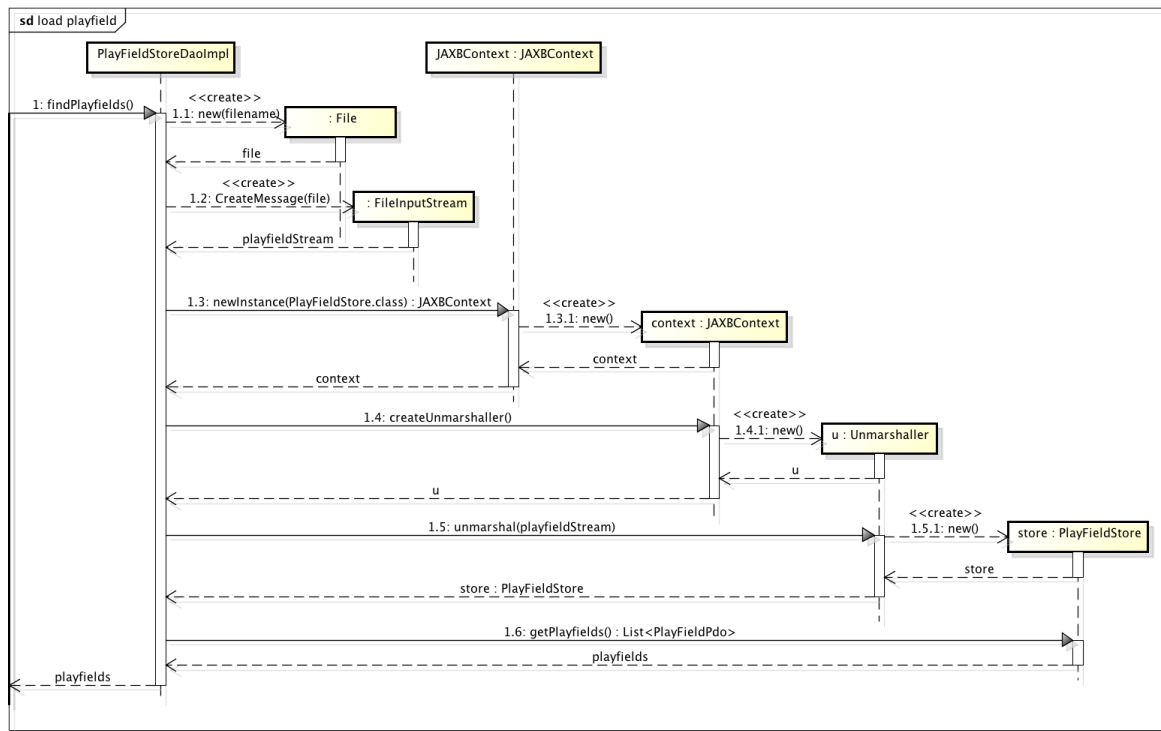 sd load playfield
PlayFieldStoreDaoImpl
JAXBContext : JAXBContext
1: findPlayfields()
<<create>>
1.1: new(filename)
: File
file
<<create>>
1.2: CreateMessage(file)
: FileInputStream
playfieldStream
1.3: newInstance(PlayFieldStore.class) : JAXBContext
<<create>>
1.3.1: new()
context : JAXBContext
context
context
1.4: createUnmarshaller()
<<create>>
1.4.1: new()
u : Unmarshaller
u
u
1.5: unmarshal(playfieldStream)
<<create>>
1.5.1: new()
store : PlayFieldStore
store
store : PlayFieldStore
1.6: getPlayfields() : List<PlayFieldPdo>
playfields
playfields